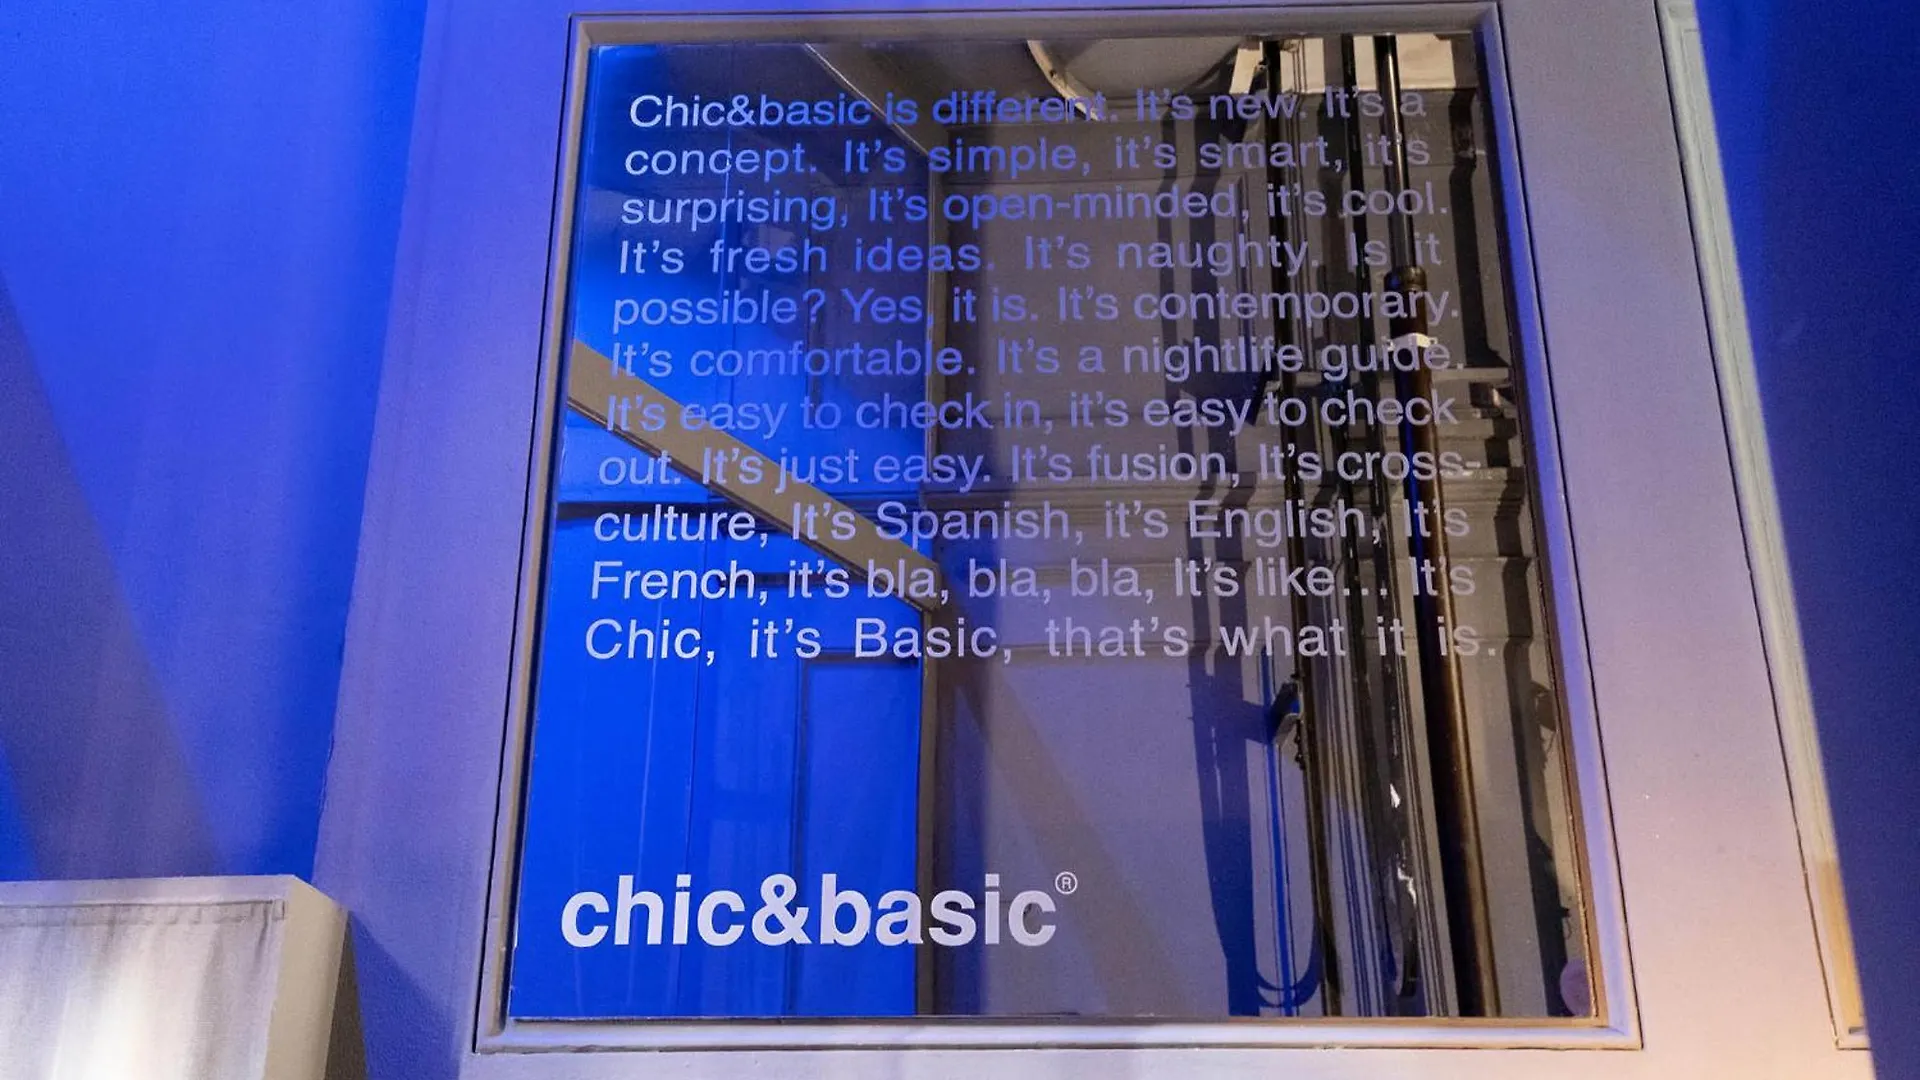 Chic&basic is different. It's new. It's a
concept. It's simple, it's smart, it's
surprising, It's open-minded, it's cool.
It's fresh ideas. It's naughty. Is it
possible? Yes, it is. It's contemporary.
It's comfortable. It's a nightlife guide.
It's easy to check in, it's easy to check
out. It's just easy. It's fusion, It's cross-
culture, It's Spanish, it's English, It's
French, it's bla, bla, bla, It's like... It's
Chic, it's Basic, that's what it is.
chic&basic®